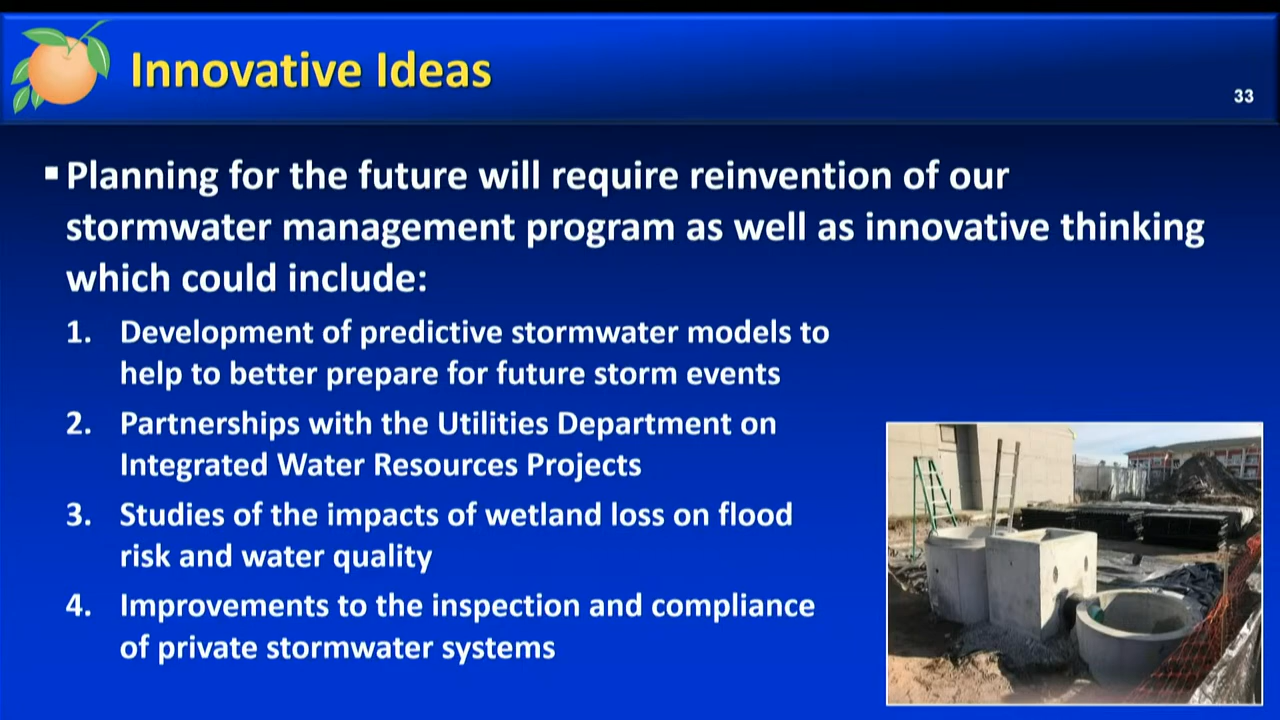 Innovative Ideas
33
▪ Planning for the future will require reinvention of our
stormwater management program as well as innovative thinking
which could include:
1. Development of predictive stormwater models to
help to better prepare for future storm events
2. Partnerships with the Utilities Department on
Integrated Water Resources Projects
3. Studies of the impacts of wetland loss on flood
risk and water quality
4. Improvements to the inspection and compliance
of private stormwater systems